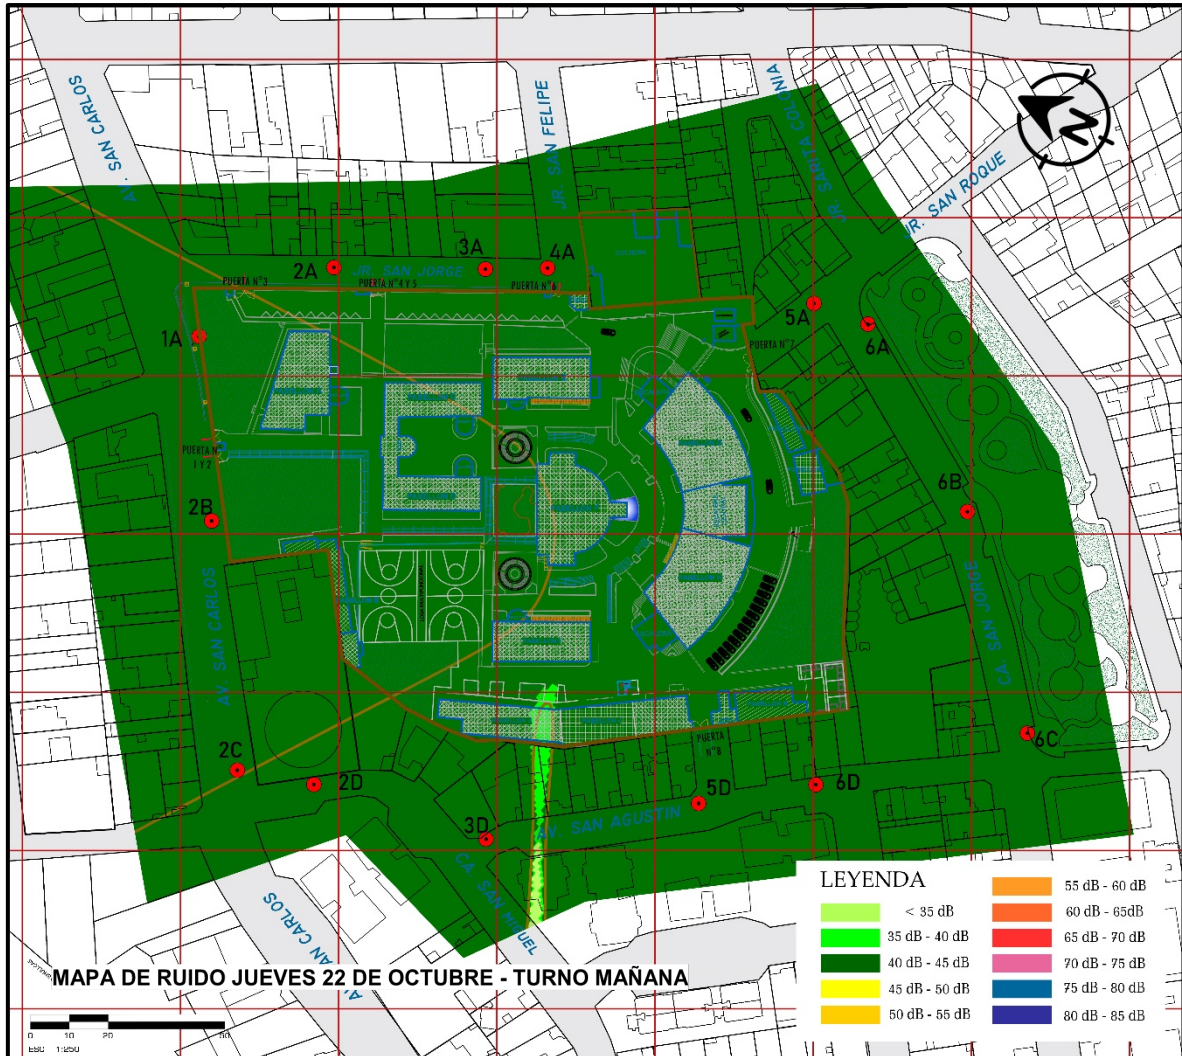 AV. SAN CARLOS
JR. SAN FELIPE
JR. SARTA COLONIA
JR. SAN ROQUE
2A
JR. SAN JORGE
3A
4A
PUERTA N°3
PUERTA N°4 Y 5
PUERTA N°6
5A
6A
1A
PUERTA N°7
PUERTA N°
1 Y 2
2B
6B
AV. SAN CARLOS
CA. SAN JORGE
2C
2D
3D
PUERTA
N°8
5D
6D
6C
AV. SAN AGUSTIN
CA. SAN MIGUEL
AV. SAN CARLOS
MAPA DE RUIDO JUEVES 22 DE OCTUBRE - TURNO MAÑANA
0 10 20 50
ESC 1:250
LEYENDA
< 35 dB
35 dB - 40 dB
40 dB - 45 dB
45 dB - 50 dB
50 dB - 55 dB
55 dB - 60 dB
60 dB - 65dB
65 dB - 70 dB
70 dB - 75 dB
75 dB - 80 dB
80 dB - 85 dB